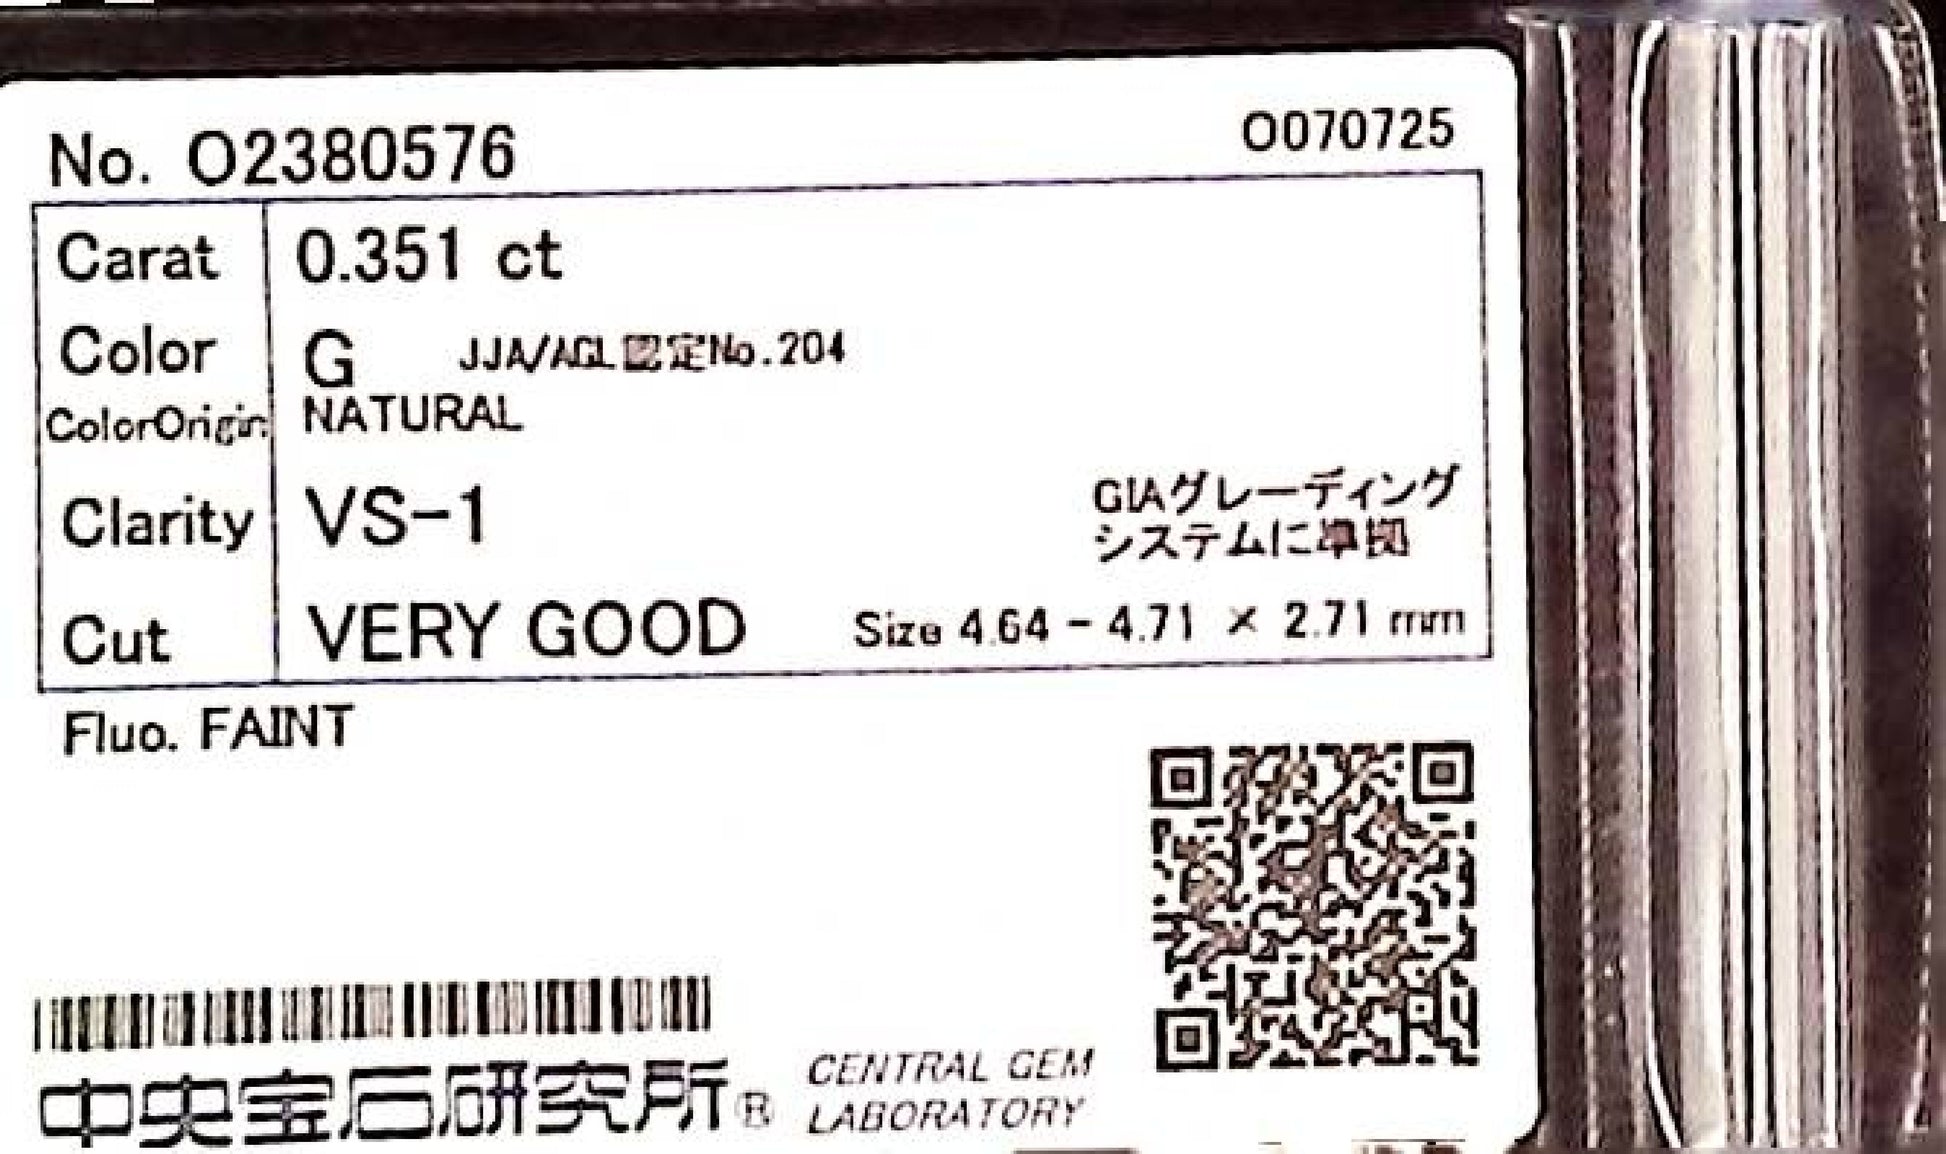 No. O2380576
O070725
Carat 0.351 ct
Color G JJA/AGL認定No.204
ColorOrigin NATURAL
Clarity VS-1
GIAグレーディング
システムに準拠
Cut VERY GOOD Size 4.64 - 4.71 × 2.71 mm
Fluo. FAINT
中央宝石研究所® CENTRAL GEM
LABORATORY